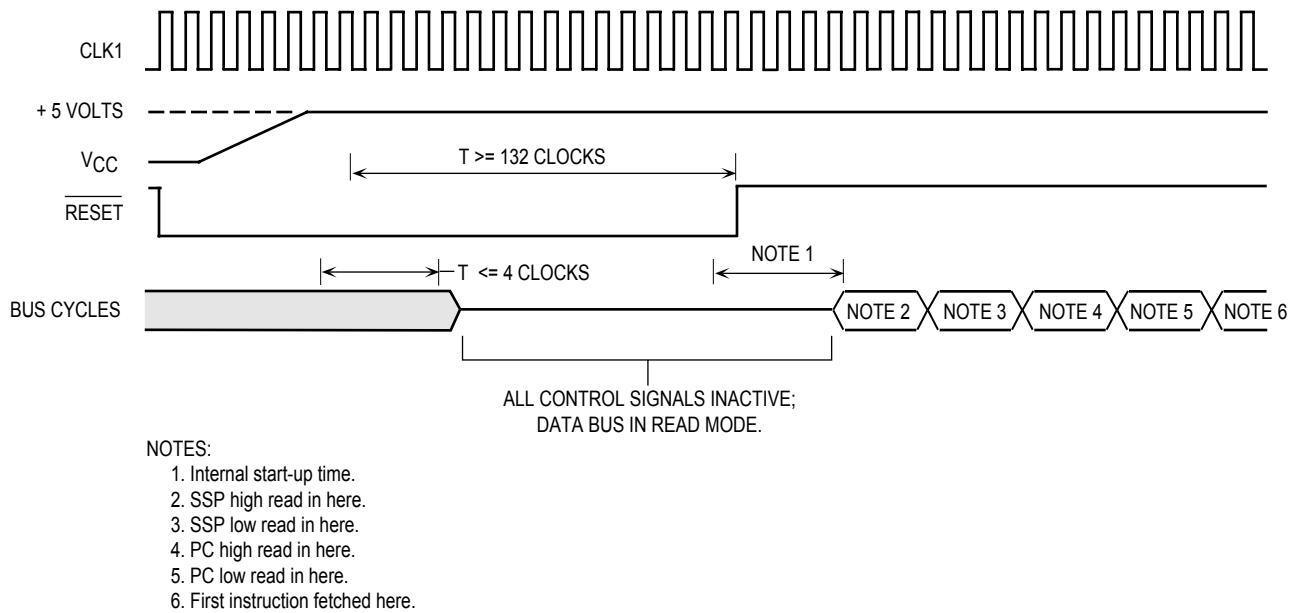 CLK1
+ 5 VOLTS
VCC
T >= 132 CLOCKS
RESET
NOTE 1
T <= 4 CLOCKS
BUS CYCLES
NOTE 2 NOTE 3 NOTE 4 NOTE 5 NOTE 6
ALL CONTROL SIGNALS INACTIVE;
DATA BUS IN READ MODE.
NOTES:
1. Internal start-up time.
2. SSP high read in here.
3. SSP low read in here.
4. PC high read in here.
5. PC low read in here.
6. First instruction fetched here.